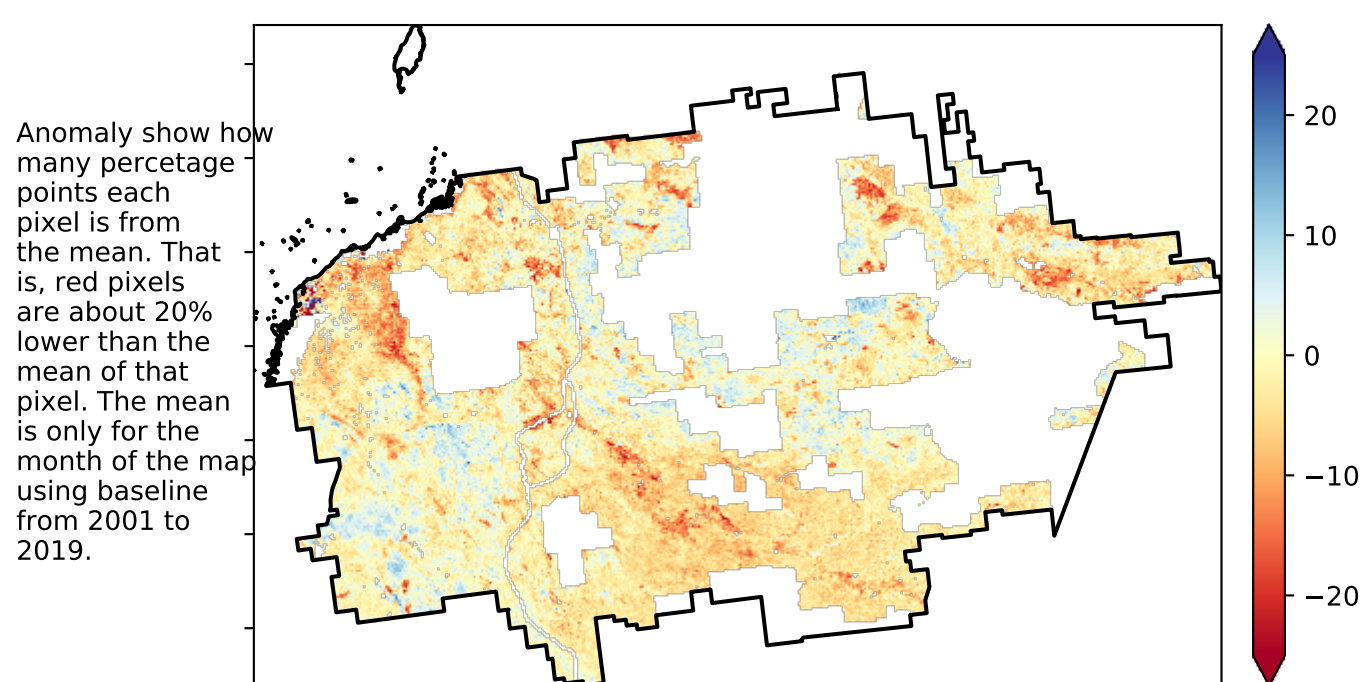 Anomaly show how
many percetage
points each
pixel is from
the mean. That
is, red pixels
are about 20%
lower than the
mean of that
pixel. The mean
is only for the
month of the map
using baseline
from 2001 to
2019.
20
10
0
−10
−20